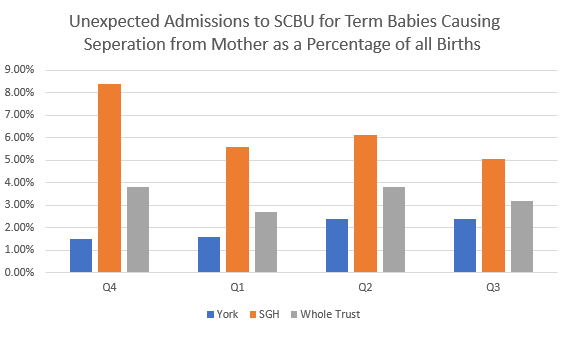 Unexpected Admissions to SCBU for Term Babies Causing
Seperation from Mother as a Percentage of all Births
9.00%
8.00%
7.00%
6.00%
5.00%
4.00%
3.00%
2.00%
1.00%
0.00%
Q4 Q1 Q2 Q3
York SGH Whole Trust